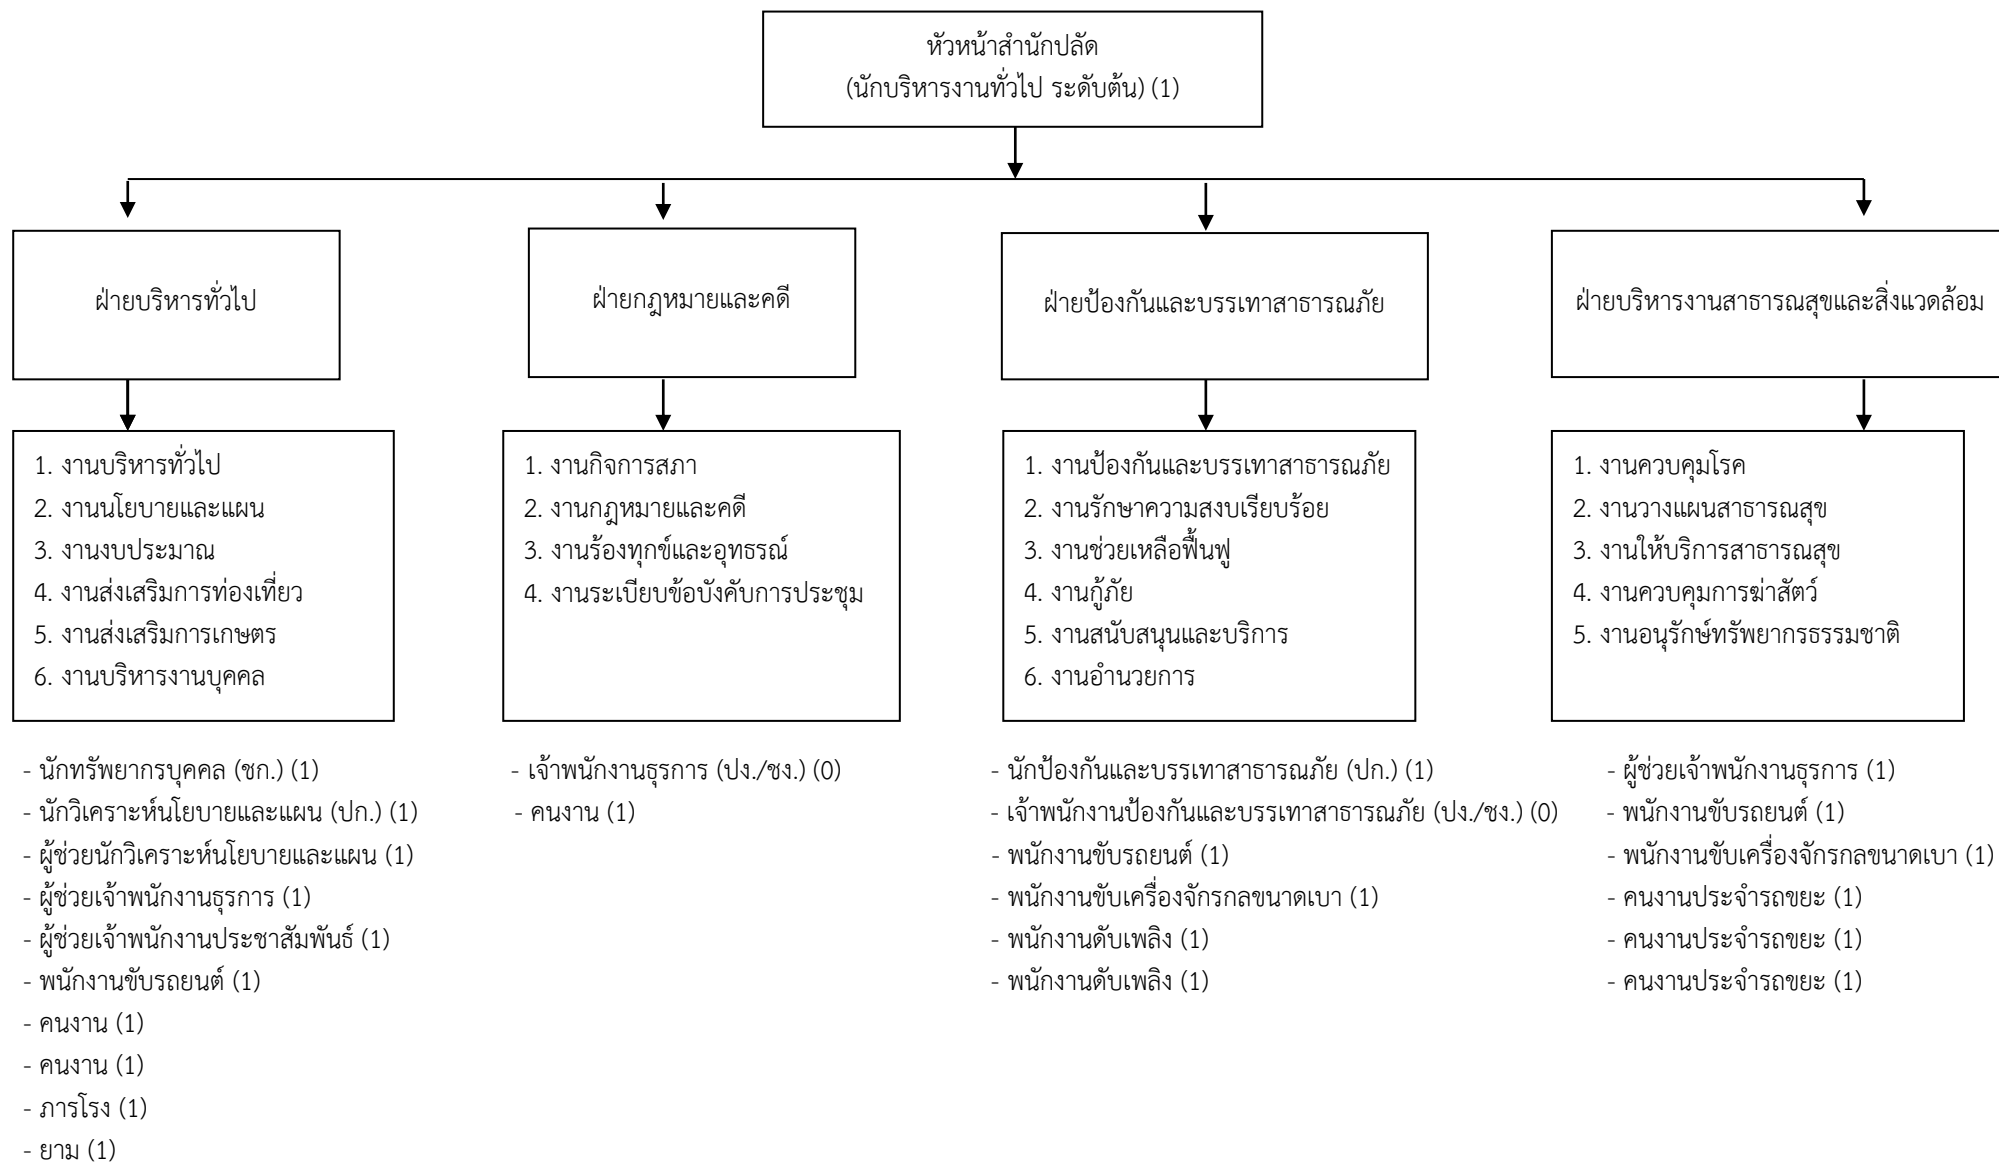 หัวหน้าสำนักปลัด
(นักบริหารงานทั่วไป ระดับต้น) (1)
ฝ่ายบริหารทั่วไป
ฝ่ายกฎหมายและคดี
ฝ่ายป้องกันและบรรเทาสาธารณภัย
ฝ่ายบริหารงานสาธารณสุขและสิ่งแวดล้อม
1. งานบริหารทั่วไป
2. งานนโยบายและแผน
3. งานงบประมาณ
4. งานส่งเสริมการท่องเที่ยว
5. งานส่งเสริมการเกษตร
6. งานบริหารงานบุคคล
1. งานกิจการสภา
2. งานกฎหมายและคดี
3. งานร้องทุกข์และอุทธรณ์
4. งานระเบียบข้อบังคับการประชุม
1. งานป้องกันและบรรเทาสาธารณภัย
2. งานรักษาความสงบเรียบร้อย
3. งานช่วยเหลือฟื้นฟู
4. งานกู้ภัย
5. งานสนับสนุนและบริการ
6. งานอำนวยการ
1. งานควบคุมโรค
2. งานวางแผนสาธารณสุข
3. งานให้บริการสาธารณสุข
4. งานควบคุมการฆ่าสัตว์
5. งานอนุรักษ์ทรัพยากรธรรมชาติ
- นักทรัพยากรบุคคล (ชก.) (1)
- นักวิเคราะห์นโยบายและแผน (ปก.) (1)
- ผู้ช่วยนักวิเคราะห์นโยบายและแผน (1)
- ผู้ช่วยเจ้าพนักงานธุรการ (1)
- ผู้ช่วยเจ้าพนักงานประชาสัมพันธ์ (1)
- พนักงานขับรถยนต์ (1)
- คนงาน (1)
- คนงาน (1)
- ภารโรง (1)
- ยาม (1)
- เจ้าพนักงานธุรการ (ปง./ชง.) (0)
- คนงาน (1)
- นักป้องกันและบรรเทาสาธารณภัย (ปก.) (1)
- เจ้าพนักงานป้องกันและบรรเทาสาธารณภัย (ปง./ชง.) (0)
- พนักงานขับรถยนต์ (1)
- พนักงานขับเครื่องจักรกลขนาดเบา (1)
- พนักงานดับเพลิง (1)
- พนักงานดับเพลิง (1)
- ผู้ช่วยเจ้าพนักงานธุรการ (1)
- พนักงานขับรถยนต์ (1)
- พนักงานขับเครื่องจักรกลขนาดเบา (1)
- คนงานประจำรถขยะ (1)
- คนงานประจำรถขยะ (1)
- คนงานประจำรถขยะ (1)